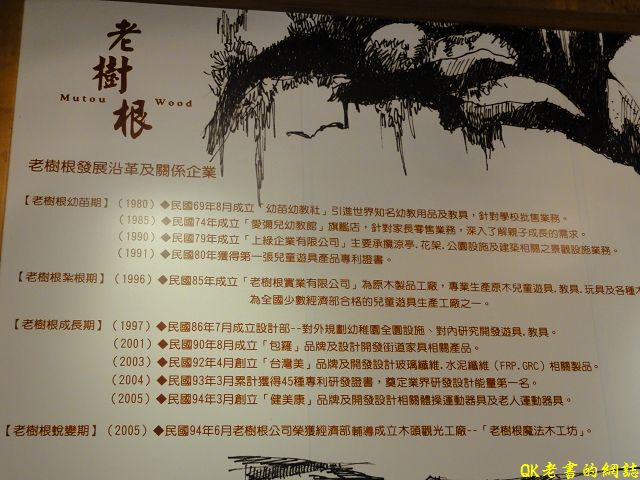 老樹根
Mutou Wood
老樹根發展沿革及關係企業
【老樹根幼苗期】(1980)◆民國69年8月成立「幼苗幼教社」引進世界知名幼教用品及教具，針對學校批售業務。
(1985)◆民國74年成立「愛彌兒幼教館」旗艦店，針對家長零售業務，深入了解親子成長的需求。
(1990)◆民國79年成立「上綠企業有限公司」主要承攬涼亭.花架.公園設施及建築相關之景觀設施業務。
(1991)◆民國80年獲得第一張兒童遊具產品專利證書。
【老樹根紮根期】(1996)◆民國85年成立「老樹根實業有限公司」為原木製品工廠，專業生產原木兒童遊具.教具.玩具及各種木
為全國少數經濟部合格的兒童遊具生產工廠之一。
【老樹根成長期】(1997)◆民國86年7月成立設計部--對外規劃幼稚園全園設施、對內研究開發遊具.教具。
(2001)◆民國90年8月成立「包羅」品牌及設計開發街道家具相關產品。
(2003)◆民國92年4月創立「台灣美」品牌及開發設計玻璃纖維.水泥纖維(FRP.GRC)相關製品。
(2004)◆民國93年3月累計獲得45種專利研發證書，奠定業界研發設計能量第一名。
(2005)◆民國94年3月創立「健美康」品牌及開發設計相關體操運動器具及老人運動器具。
【老樹根蛻變期】(2005)◆民國94年6月老樹根公司榮獲經濟部輔導成立木頭觀光工廠--「老樹根魔法木工坊」。
QK老書的網誌